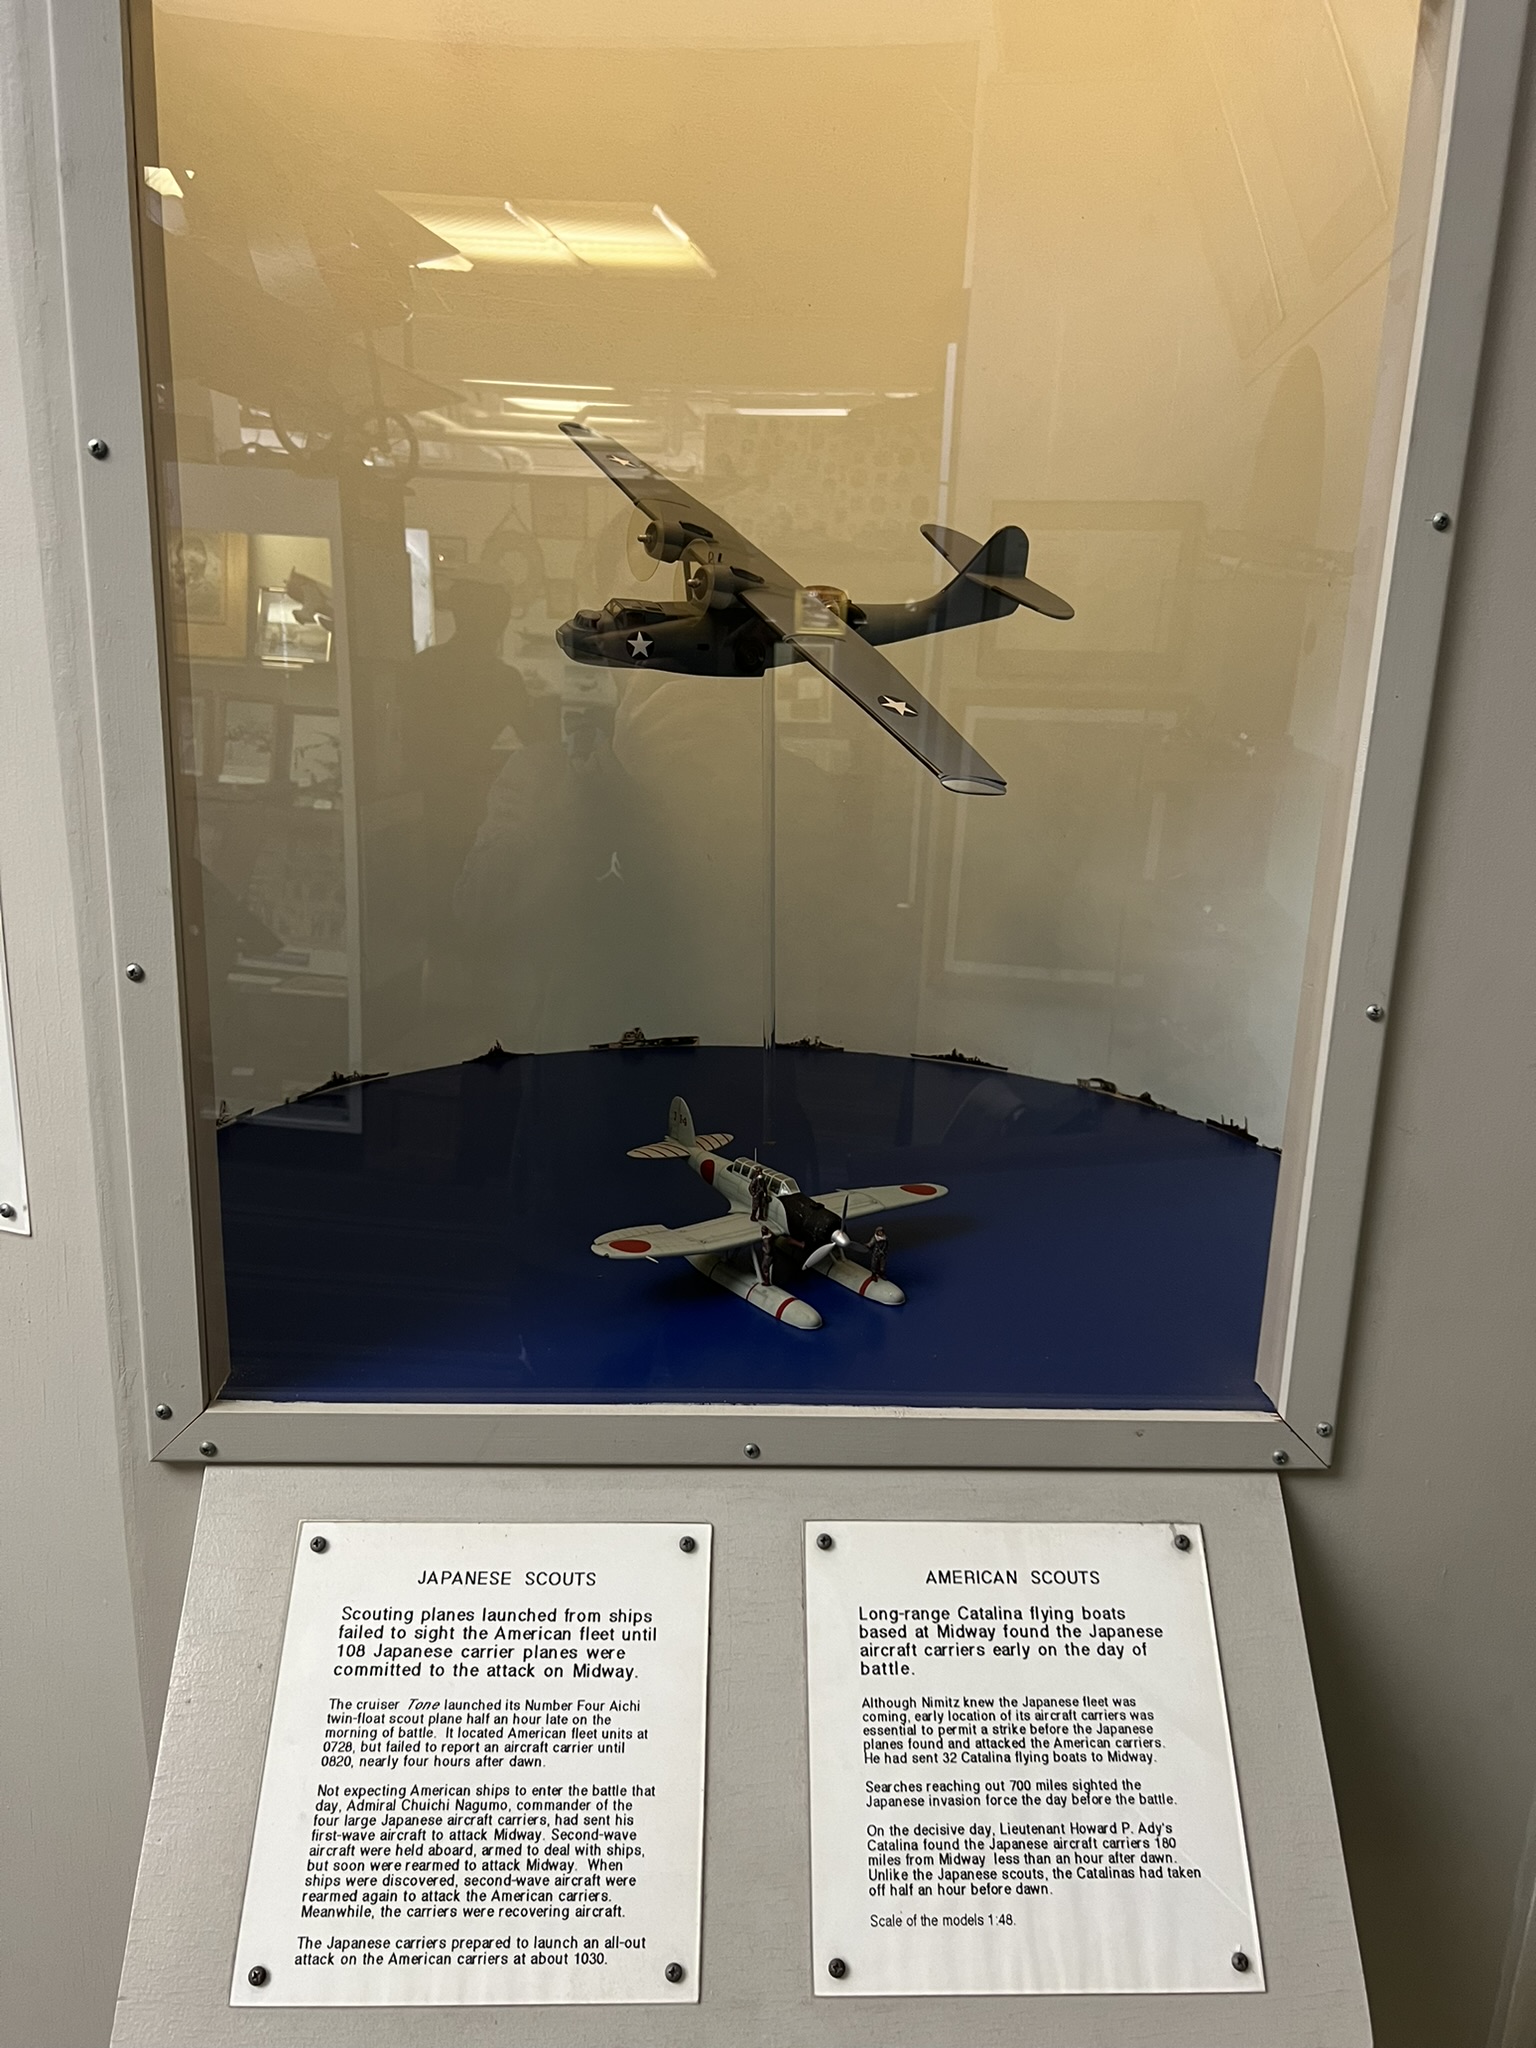 JAPANESE SCOUTS
Scouting planes launched from ships
failed to sight the American fleet until
108 Japanese carrier planes were
committed to the attack on Midway.
The cruiser Tone launched its Number Four Aichi
twin-float scout plane half an hour late on the
morning of battle. It located American fleet units at
0728, but failed to report an aircraft carrier until
0820, nearly four hours after dawn.
Not expecting American ships to enter the battle that
day, Admiral Chuichi Nagumo, commander of the
four large Japanese aircraft carriers, had sent his
first-wave aircraft to attack Midway. Second-wave
aircraft were held aboard, armed to deal with ships,
but soon were rearmed to attack Midway. When
ships were discovered, second-wave aircraft were
rearmed again to attack the American carriers.
Meanwhile, the carriers were recovering aircraft.
The Japanese carriers prepared to launch an all-out
attack on the American carriers at about 1030.
AMERICAN SCOUTS
Long-range Catalina flying boats
based at Midway found the Japanese
aircraft carriers early on the day of
battle.
Although Nimitz knew the Japanese fleet was
coming, early location of its aircraft carriers was
essential to permit a strike before the Japanese
planes found and attacked the American carriers.
He had sent 32 Catalina flying boats to Midway.
Searches reaching out 700 miles sighted the
Japanese invasion force the day before the battle.
On the decisive day, Lieutenant Howard P. Ady's
Catalina found the Japanese aircraft carriers 180
miles from Midway less than an hour after dawn.
Unlike the Japanese scouts, the Catalinas had taken
off half an hour before dawn.
Scale of the models 1:48.